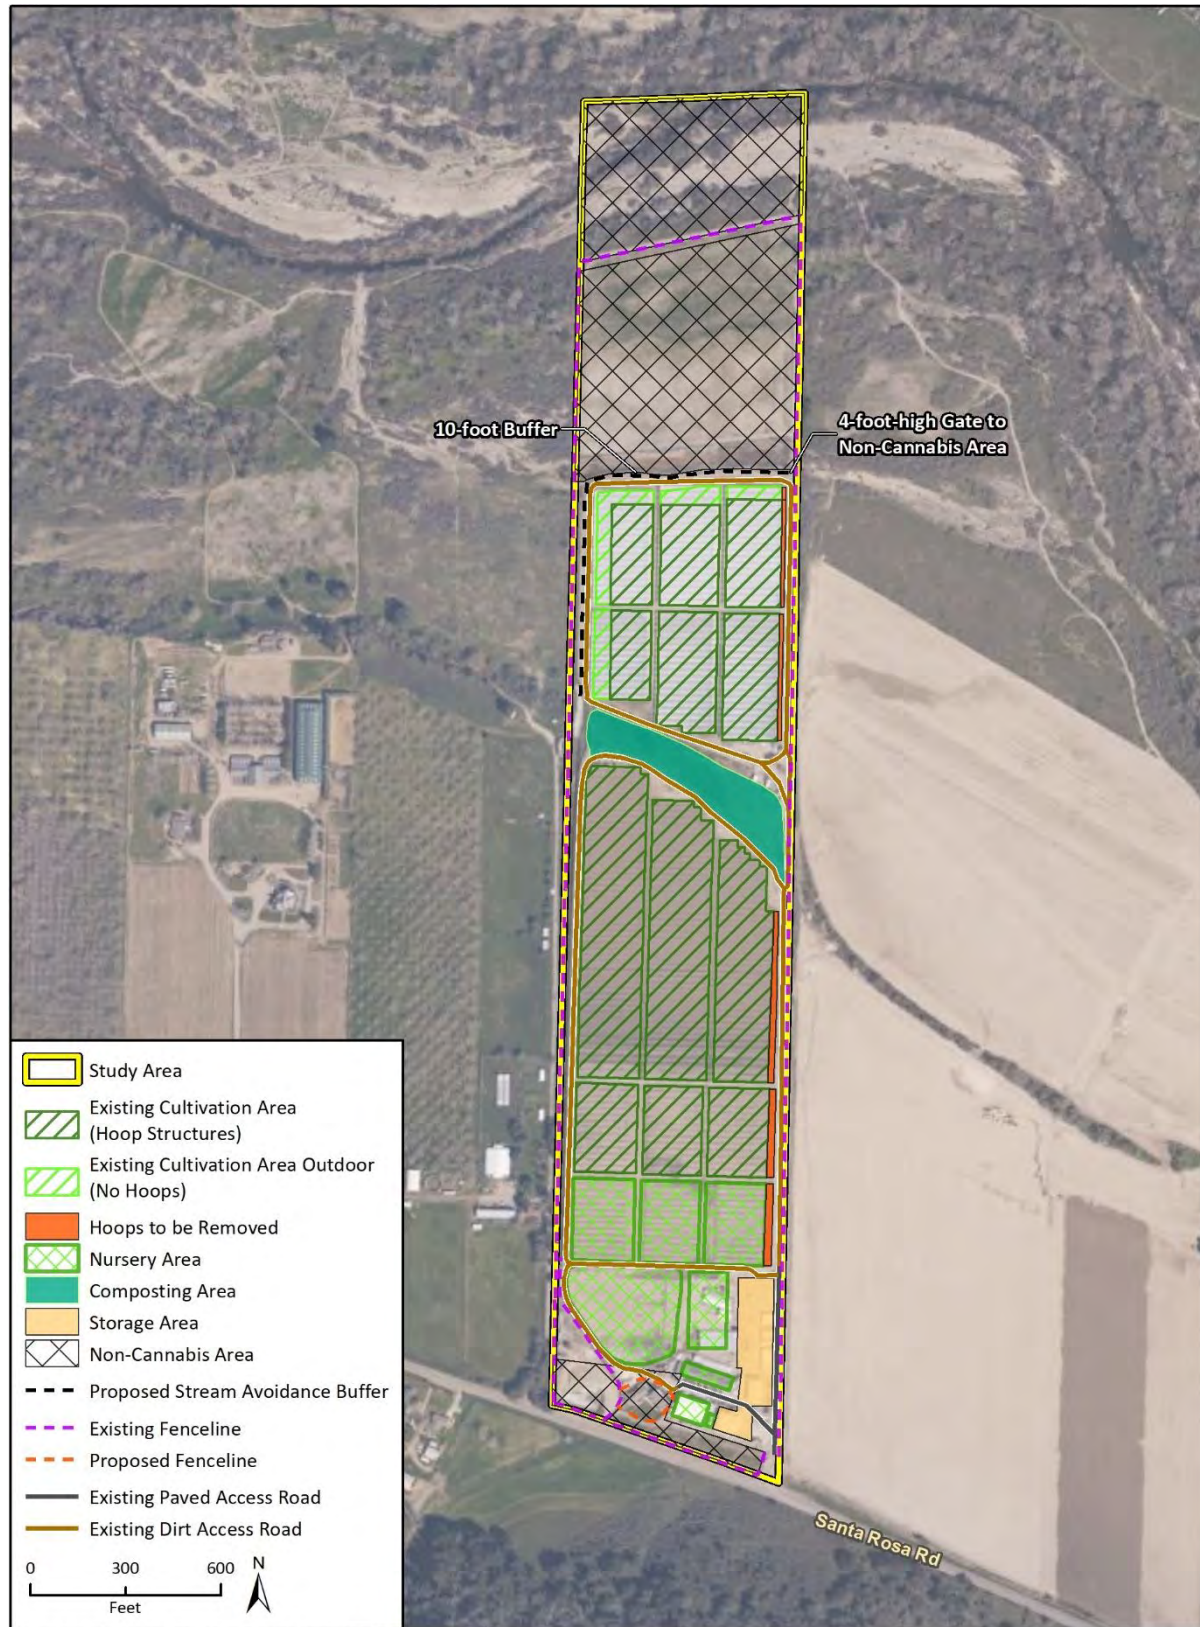 10-foot Buffer
4-foot-high Gate to
Non-Cannabis Area
Study Area
Existing Cultivation Area
(Hoop Structures)
Existing Cultivation Area Outdoor
(No Hoops)
Hoops to be Removed
Nursery Area
Composting Area
Storage Area
Non-Cannabis Area
Proposed Stream Avoidance Buffer
Existing Fenceline
Proposed Fenceline
Existing Paved Access Road
Existing Dirt Access Road
0 300 600 N
Feet
Santa Rosa Rd